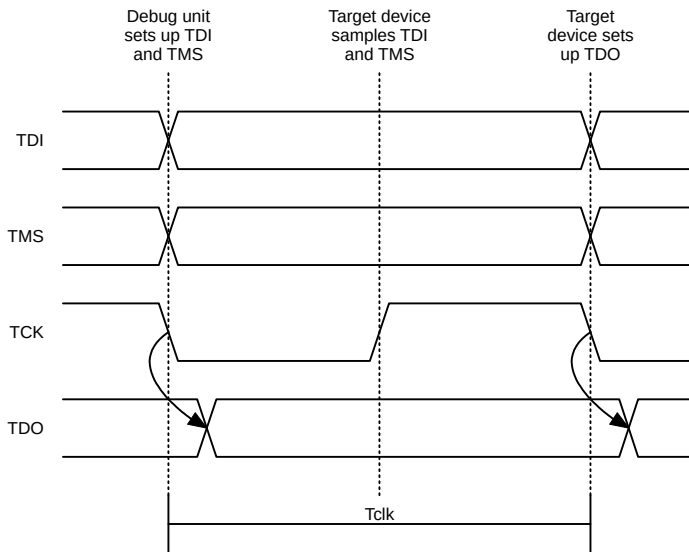 Debug unit
sets up TDI
and TMS
Target device
samples TDI
and TMS
Target
device sets
up TDO
TDI
TMS
TCK
TDO
Tclk